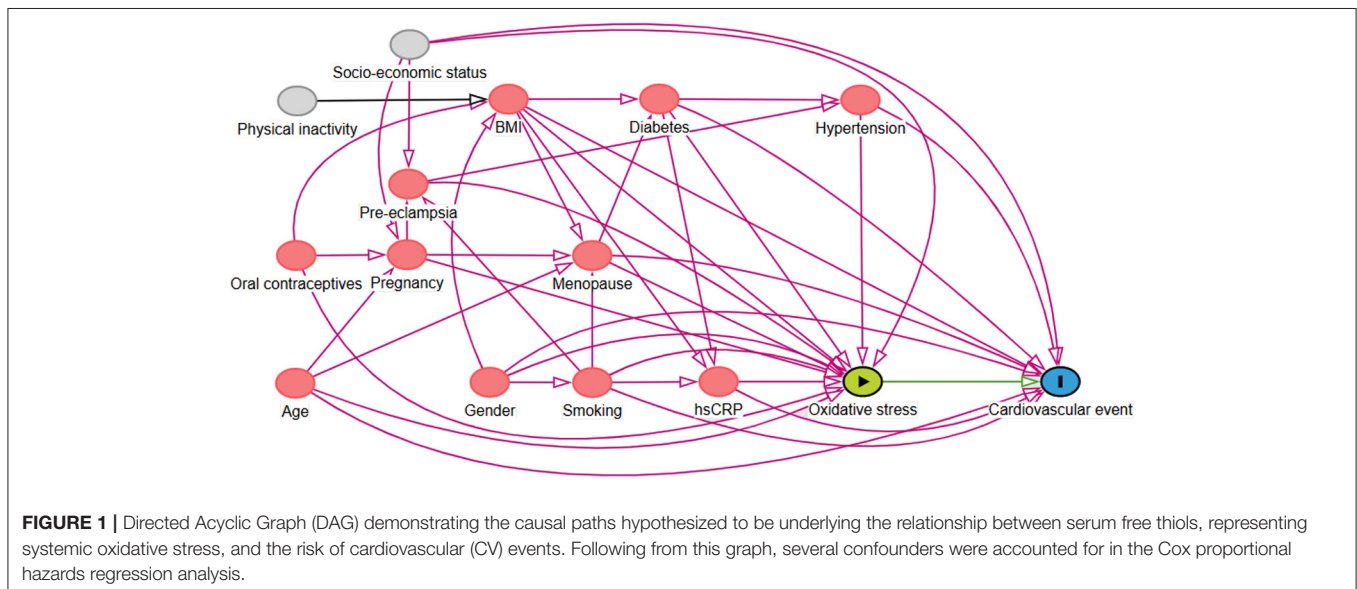 Socio-economic status
Physical inactivity
BMI
Diabetes
Hypertension
Pre-eclampsia
Oral contraceptives
Pregnancy
Menopause
Age
Gender
Smoking
hsCRP
Oxidative stress
Cardiovascular event
FIGURE 1 | Directed Acyclic Graph (DAG) demonstrating the causal paths hypothesized to be underlying the relationship between serum free thiols, representing
systemic oxidative stress, and the risk of cardiovascular (CV) events. Following from this graph, several confounders were accounted for in the Cox proportional
hazards regression analysis.